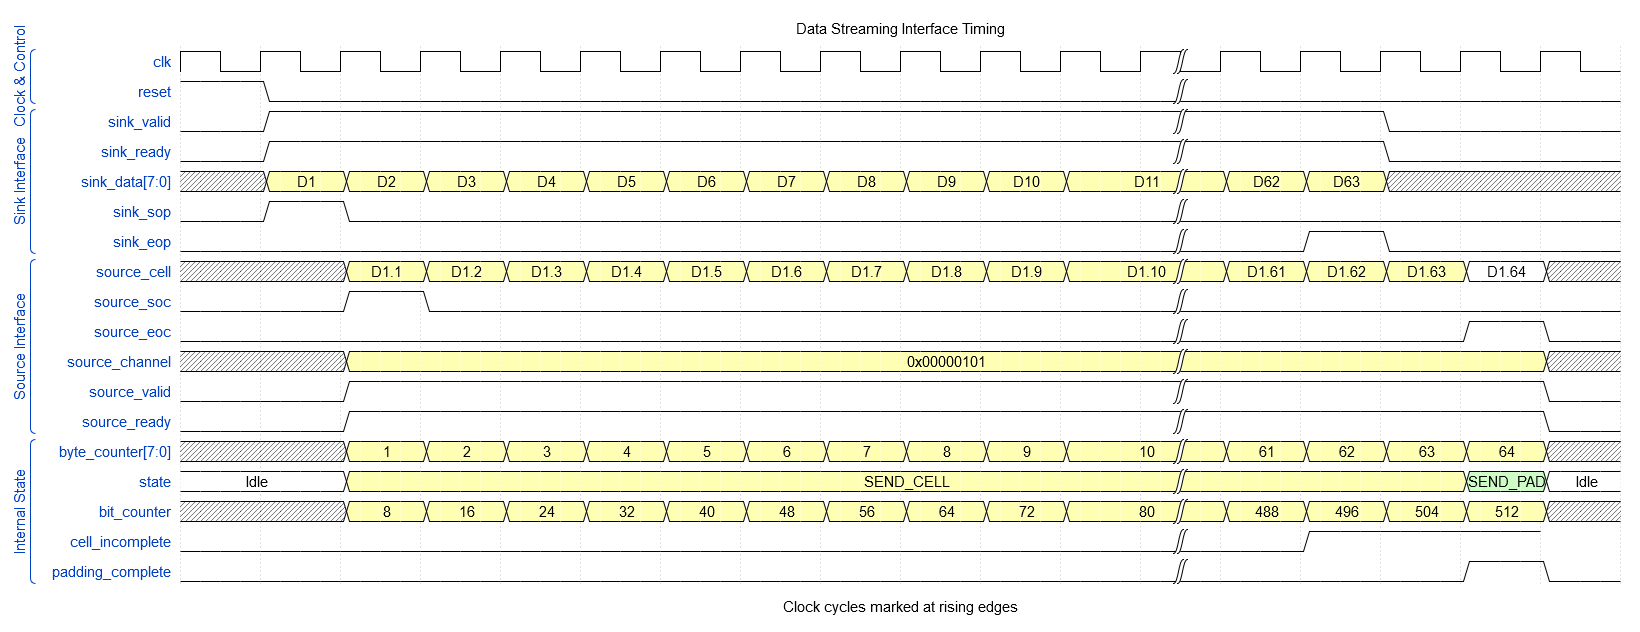 Data Streaming Interface Timing
Clock & Control
clk
reset
Sink Interface
sink_valid
sink_ready
sink_data[7:0] D1 D2 D3 D4 D5 D6 D7 D8 D9 D10 D11 D62 D63
sink_sop
sink_eop
Source Interface
source_cell D1.1 D1.2 D1.3 D1.4 D1.5 D1.6 D1.7 D1.8 D1.9 D1.10 D1.61 D1.62 D1.63 D1.64
source_soc
source_eoc
source_channel 0x00000101
source_valid
source_ready
Internal State
byte_counter[7:0] 1 2 3 4 5 6 7 8 9 10 61 62 63 64
state Idle SEND_CELL SEND_PAD Idle
bit_counter 8 16 24 32 40 48 56 64 72 80 488 496 504 512
cell_incomplete
padding_complete
Clock cycles marked at rising edges